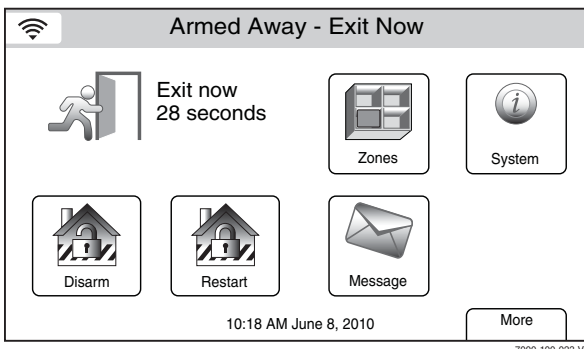 Armed Away - Exit Now
Exit now
28 seconds
Zones
System
Disarm
Restart
Message
10:18 AM June 8, 2010
More